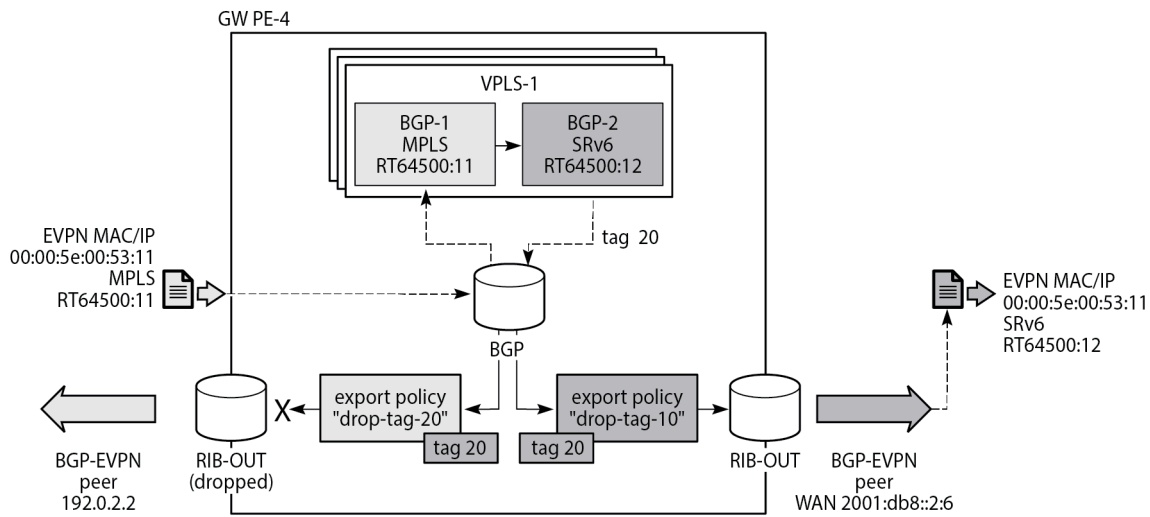 GW PE-4
VPLS-1
BGP-1
MPLS
RT64500:11
BGP-2
SRv6
RT64500:12
tag 20
EVPN MAC/IP
00:00:5e:00:53:11
MPLS
RT64500:11
EVPN MAC/IP
00:00:5e:00:53:11
SRv6
RT64500:12
BGP
export policy
"drop-tag-20"
tag 20
export policy
"drop-tag-10"
tag 20
X
BGP-EVPN
peer
192.0.2.2
RIB-OUT
(dropped)
RIB-OUT
BGP-EVPN
peer
WAN 2001:db8::2:6